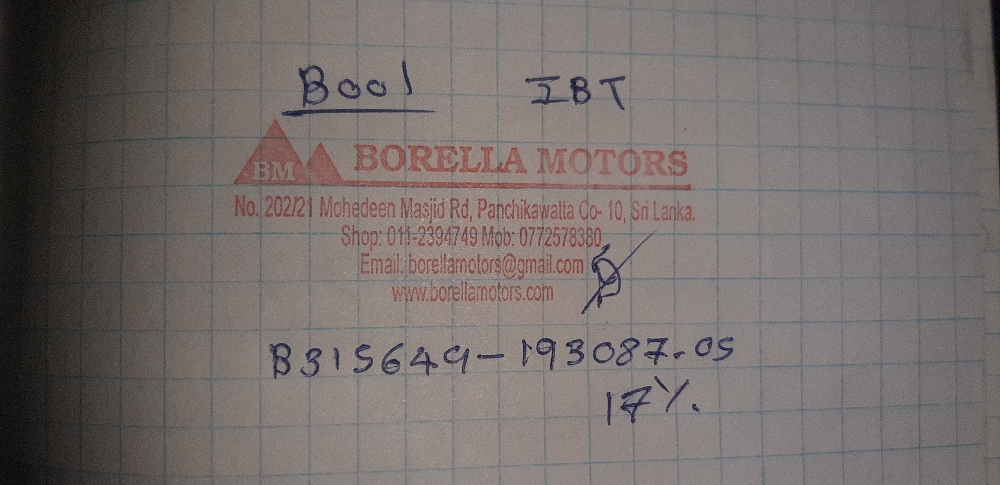 B001 IBT
BM BORELLA MOTORS
No. 202/21 Mohedeen Masjid Rd, Panchikawatta Co- 10, Sri Lanka.
Shop: 011-2394749 Mob: 0772578380
Email: borellamotors@gmail.com
www.borellamotors.com
B315649-193087.05
17%.